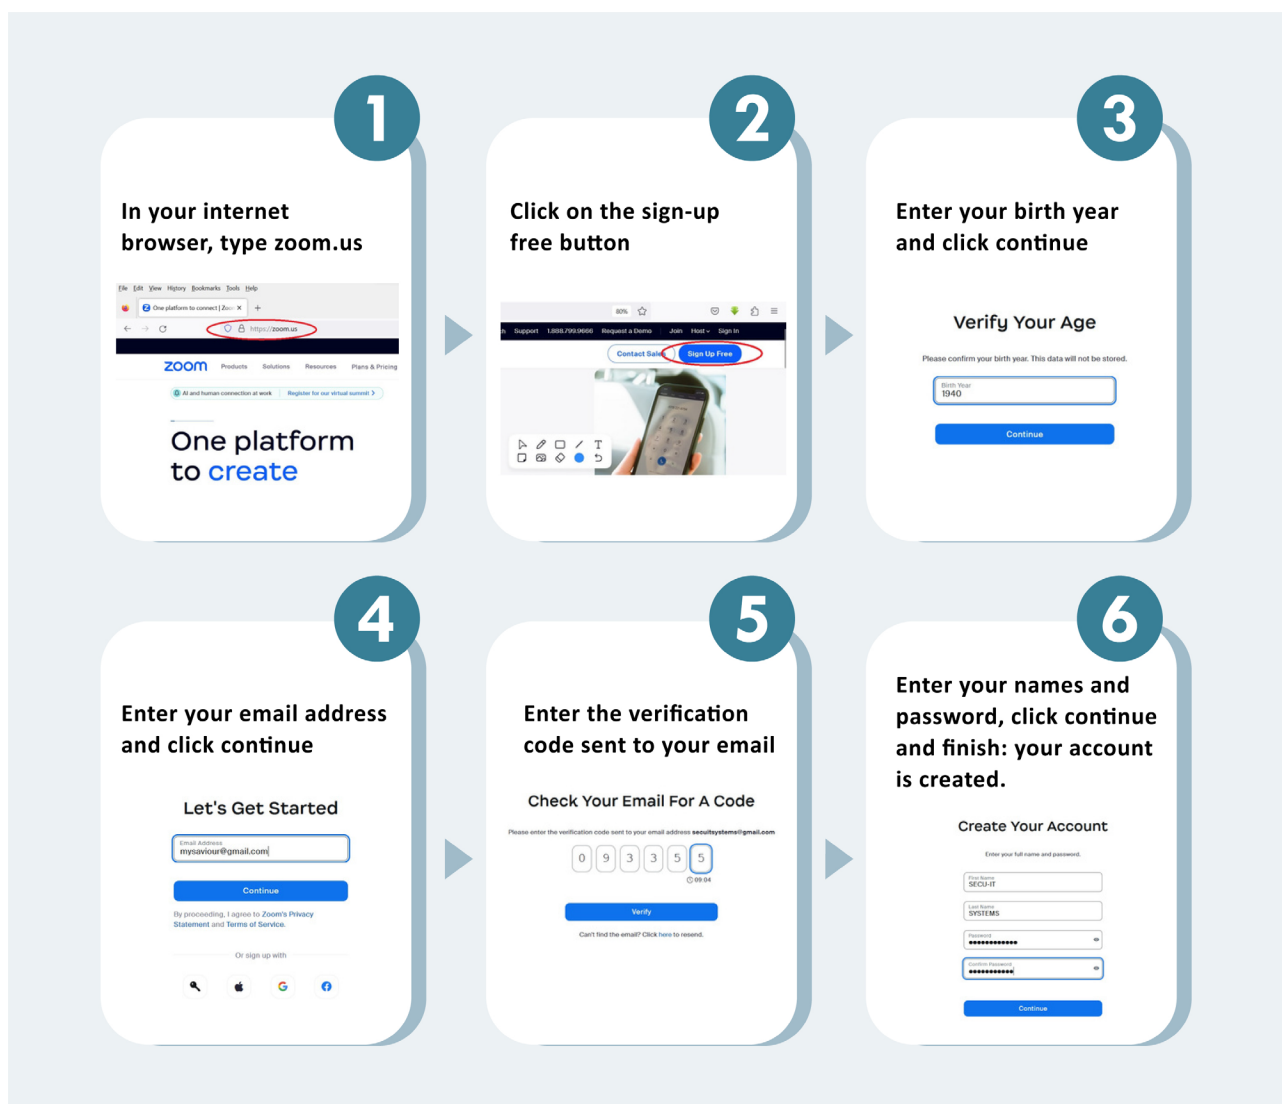 1
In your internet
browser, type zoom.us
File Edit View History Bookmarks Tools Help
One platform to connect | Zoom X +
https://zoom.us
zoom Products Solutions Resources Plans & Pricing
AI and human connection at work Register for our virtual summit >
One platform
to create
2
Click on the sign-up
free button
80%
Support 1.888.799.9666 Request a Demo Join Host Sign In
Contact Sales Sign Up Free
T
3
Enter your birth year
and click continue
Verify Your Age
Please confirm your birth year. This data will not be stored.
Birth Year
1940
Continue
4
Enter your email address
and click continue
Let's Get Started
Email Address
mysaviour@gmail.com
Continue
By proceeding, I agree to Zoom's Privacy
Statement and Terms of Service.
Or sign up with
5
Enter the verification
code sent to your email
Check Your Email For A Code
Please enter the verification code sent to your email address secuitsystems@gmail.com
0 9 3 3 5 5
09:04
Verify
Can't find the email? Click here to resend.
6
Enter your names and
password, click continue
and finish: your account
is created.
Create Your Account
Enter your full name and password.
First Name
SECU-IT
Last Name
SYSTEMS
Password
Confirm Password
Continue